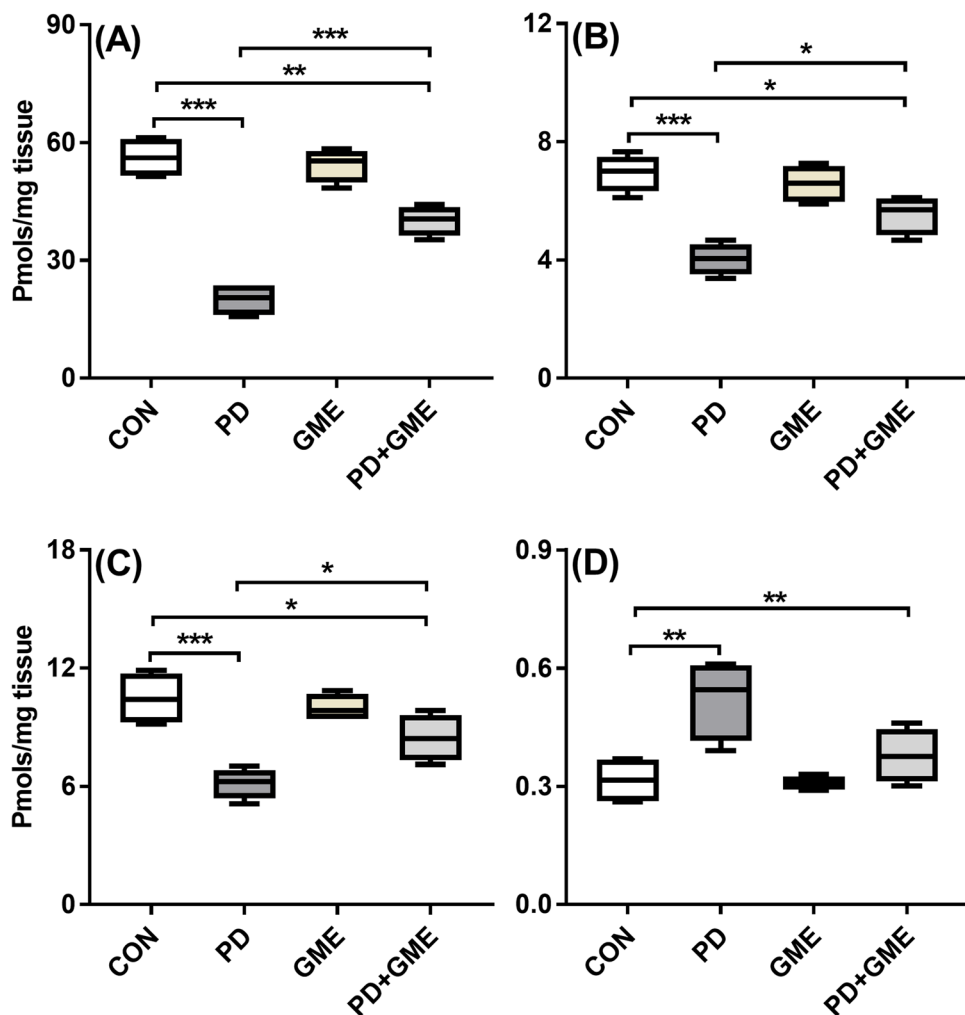 (A)
Pmols/mg tissue
90
60
30
0
***
**
***
CON
PD
GME
PD+GME
(B)
12
8
4
0
*
*
***
CON
PD
GME
PD+GME
(C)
Pmols/mg tissue
18
12
6
0
*
*
***
CON
PD
GME
PD+GME
(D)
0.9
0.6
0.3
0.0
**
**
CON
PD
GME
PD+GME